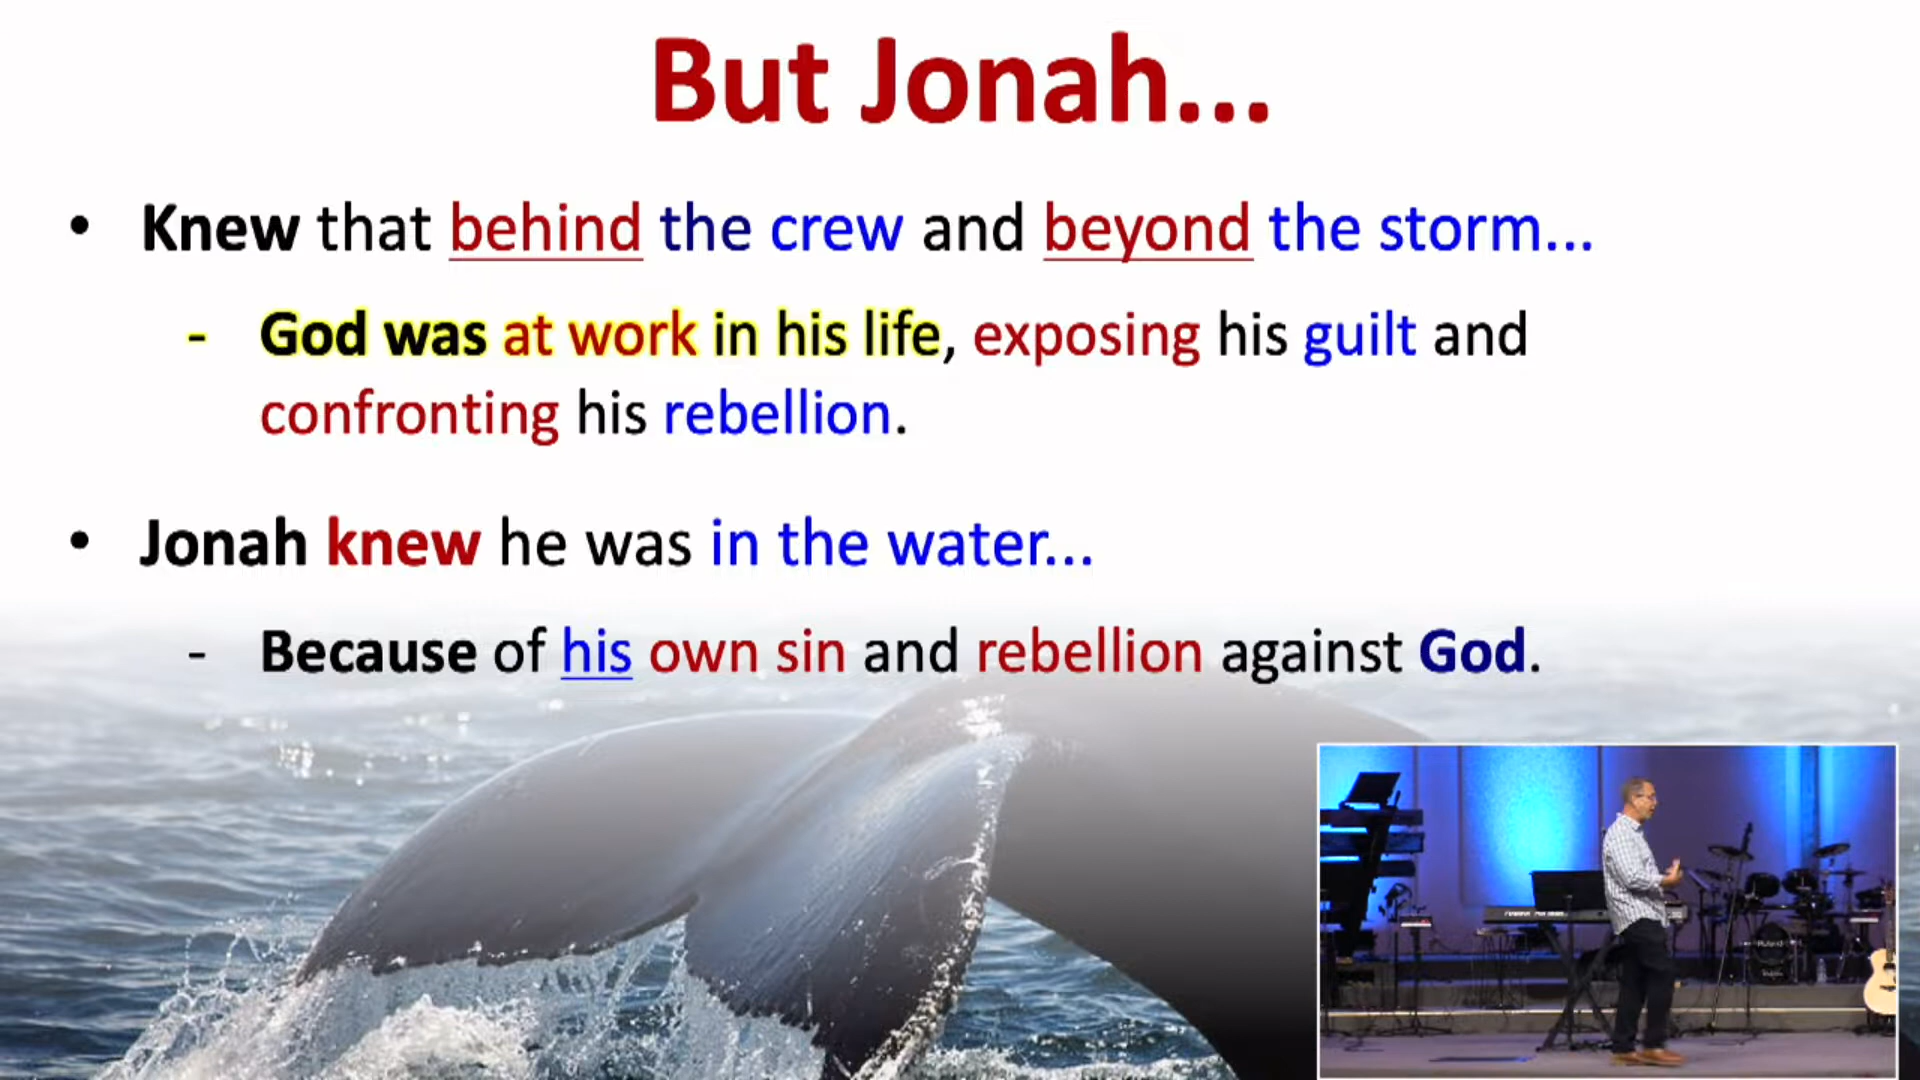 But Jonah...
• Knew that behind the crew and beyond the storm...
- God was at work in his life, exposing his guilt and
confronting his rebellion.
• Jonah knew he was in the water...
- Because of his own sin and rebellion against God.
Roland